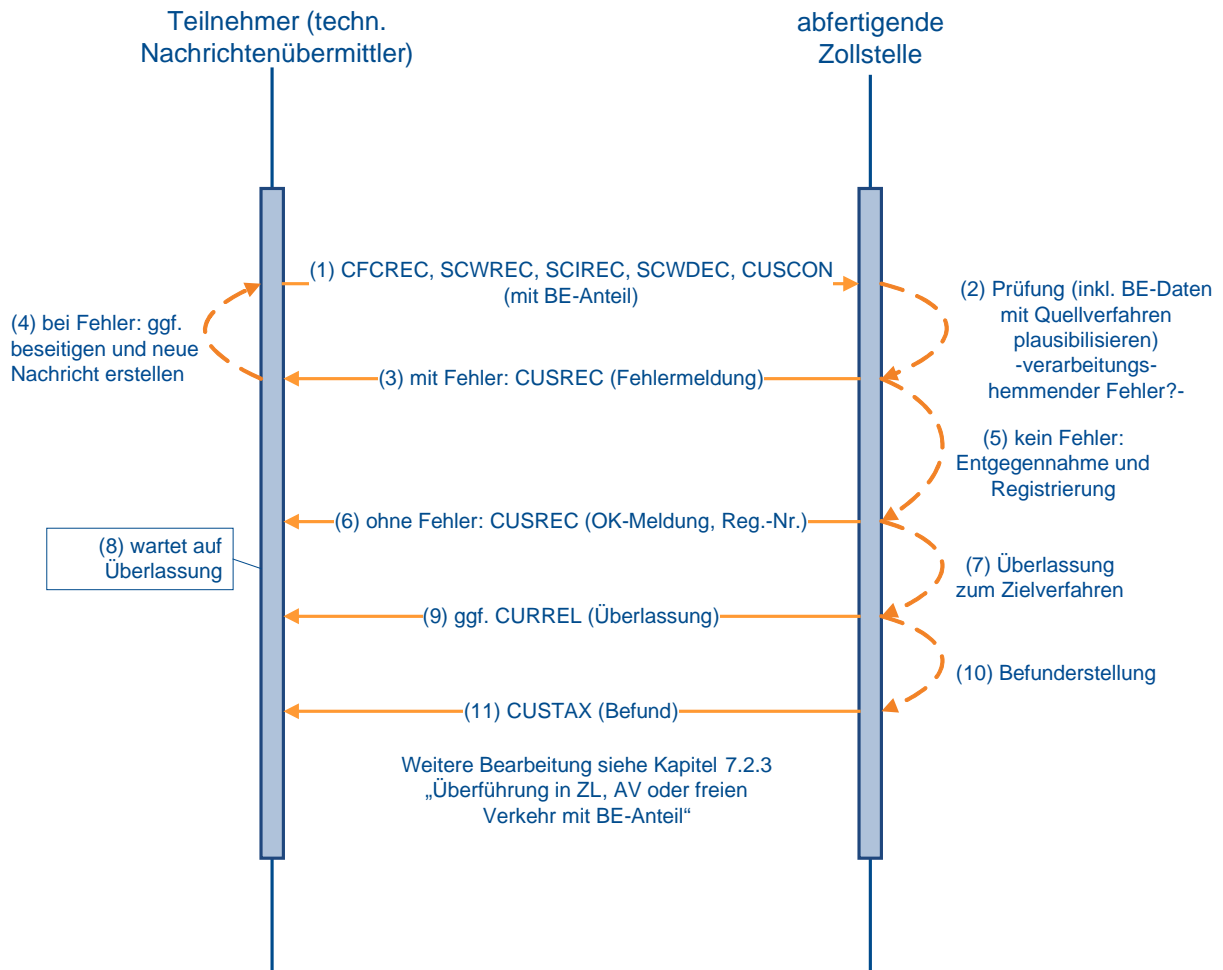 Teilnehmer (techn.
Nachrichtenübermittler)
abfertigende
Zollstelle
(1) CFCREC, SCWREC, SCIREC, SCWDEC, CUSCON
(mit BE-Anteil)
(2) Prüfung (inkl. BE-Daten
mit Quellverfahren
plausibilisieren)
-verarbeitungs-
hemmender Fehler?-
(4) bei Fehler: ggf.
beseitigen und neue
Nachricht erstellen
(3) mit Fehler: CUSREC (Fehlermeldung)
(5) kein Fehler:
Entgegennahme und
Registrierung
(6) ohne Fehler: CUSREC (OK-Meldung, Reg.-Nr.)
(8) wartet auf
Überlassung
(7) Überlassung
zum Zielverfahren
(9) ggf. CURREL (Überlassung)
(10) Befunderstellung
(11) CUSTAX (Befund)
Weitere Bearbeitung siehe Kapitel 7.2.3
„Überführung in ZL, AV oder freien
Verkehr mit BE-Anteil“